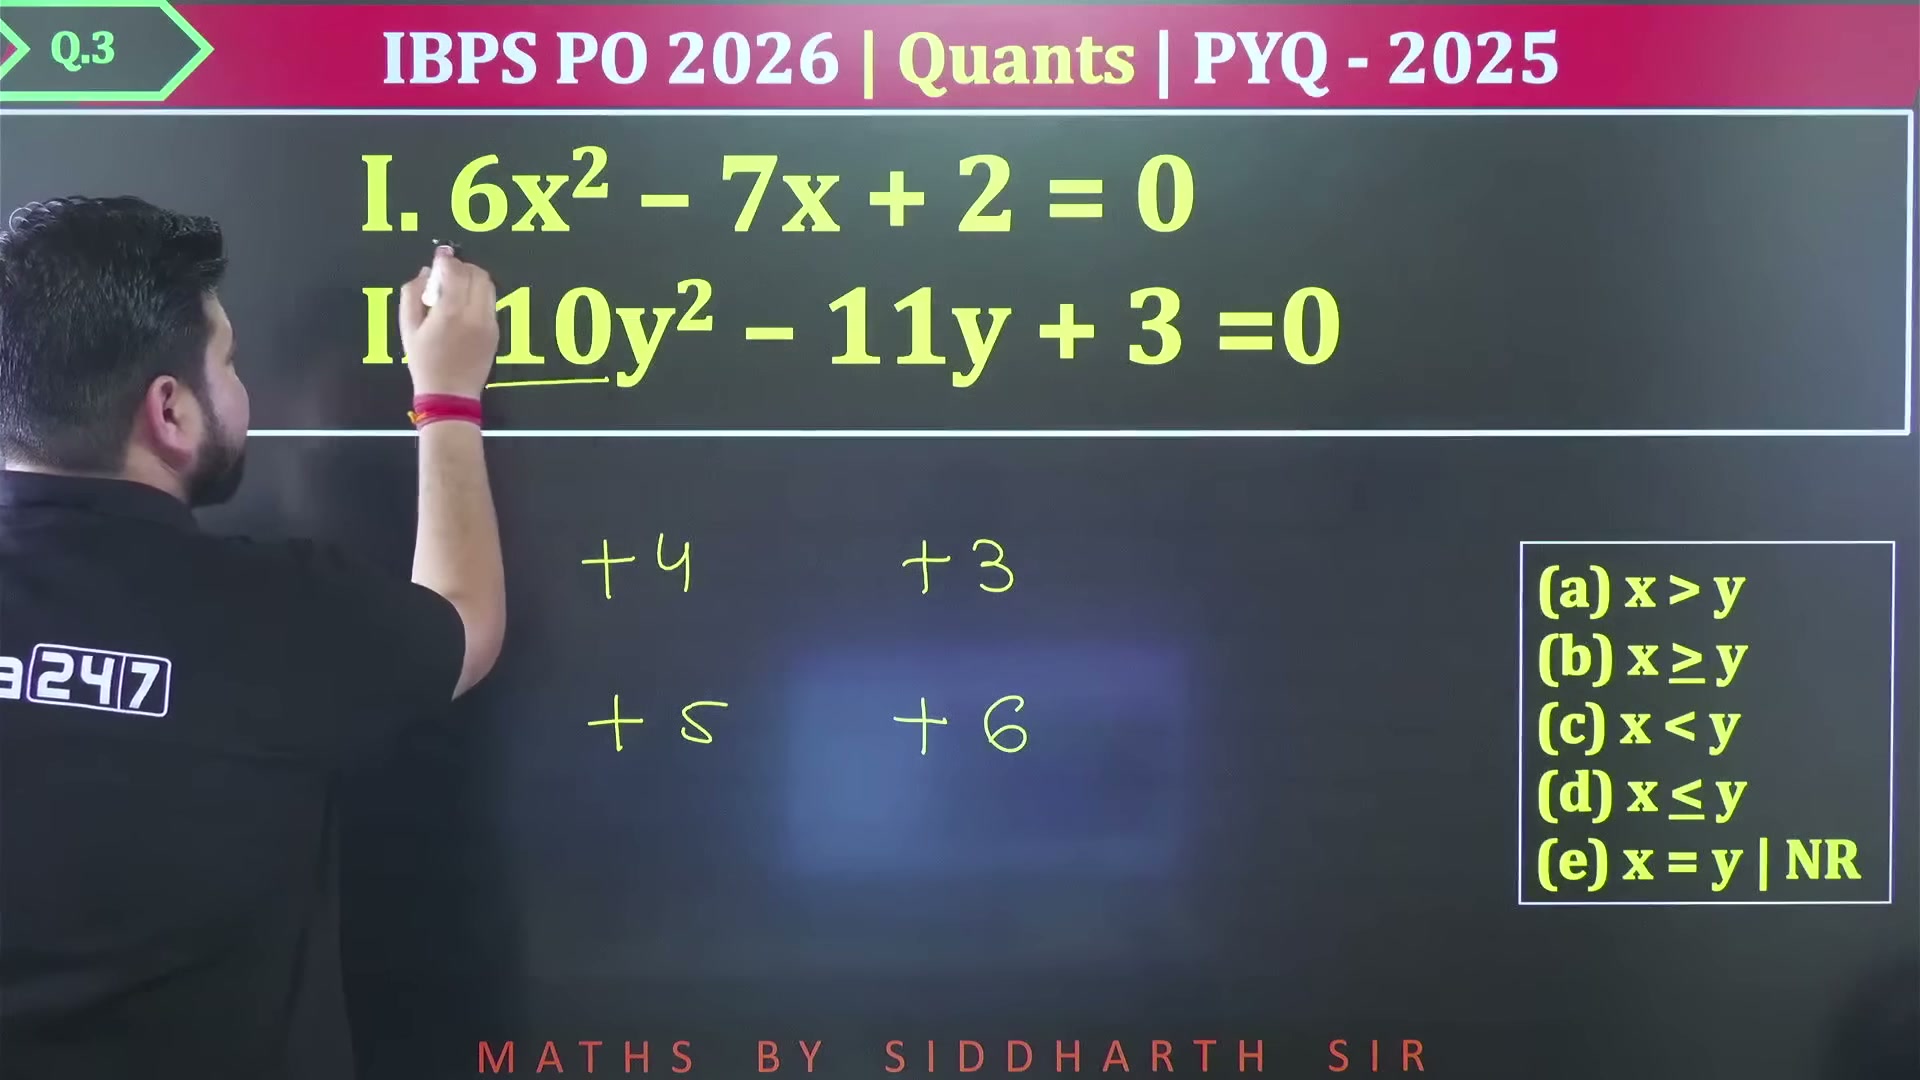 Q.3
IBPS PO 2026 | Quants | PYQ - 2025
I. 6x² – 7x + 2 = 0
10y² – 11y + 3 =0
+4 +3
+5 +6
(a) x > y
(b) x ≥ y
(c) x < y
(d) x ≤ y
(e) x = y | NR
a247
MATHS BY SIDDHARTH SIR